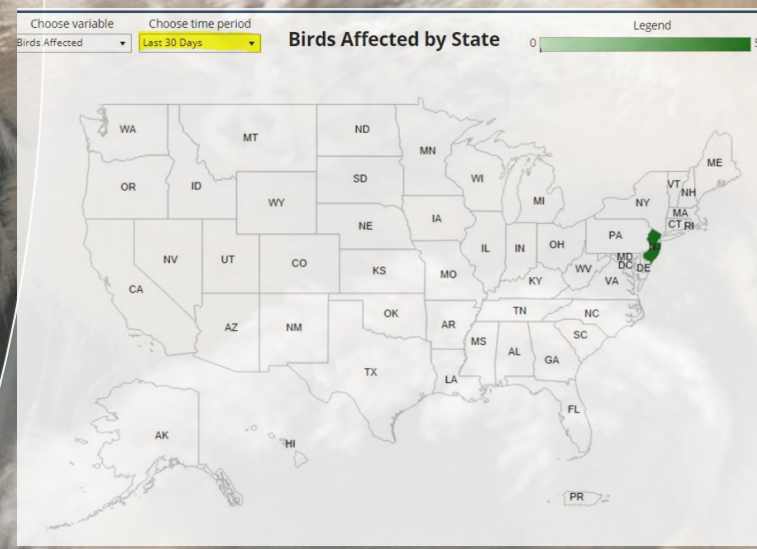 Choose variable
Choose time period
Legend
Birds Affected
Last 30 Days
Birds Affected by State
0
5
WA
MT
ND
MN
ME
OR
ID
SD
WI
VT
NH
WY
MI
NY
MA
CT
RI
NE
IA
PA
NV
UT
CO
IL
IN
OH
NJ
MD
DC
DE
CA
KS
MO
KY
WV
VA
AZ
NM
OK
AR
TN
NC
SC
MS
AL
GA
TX
LA
FL
AK
HI
PR